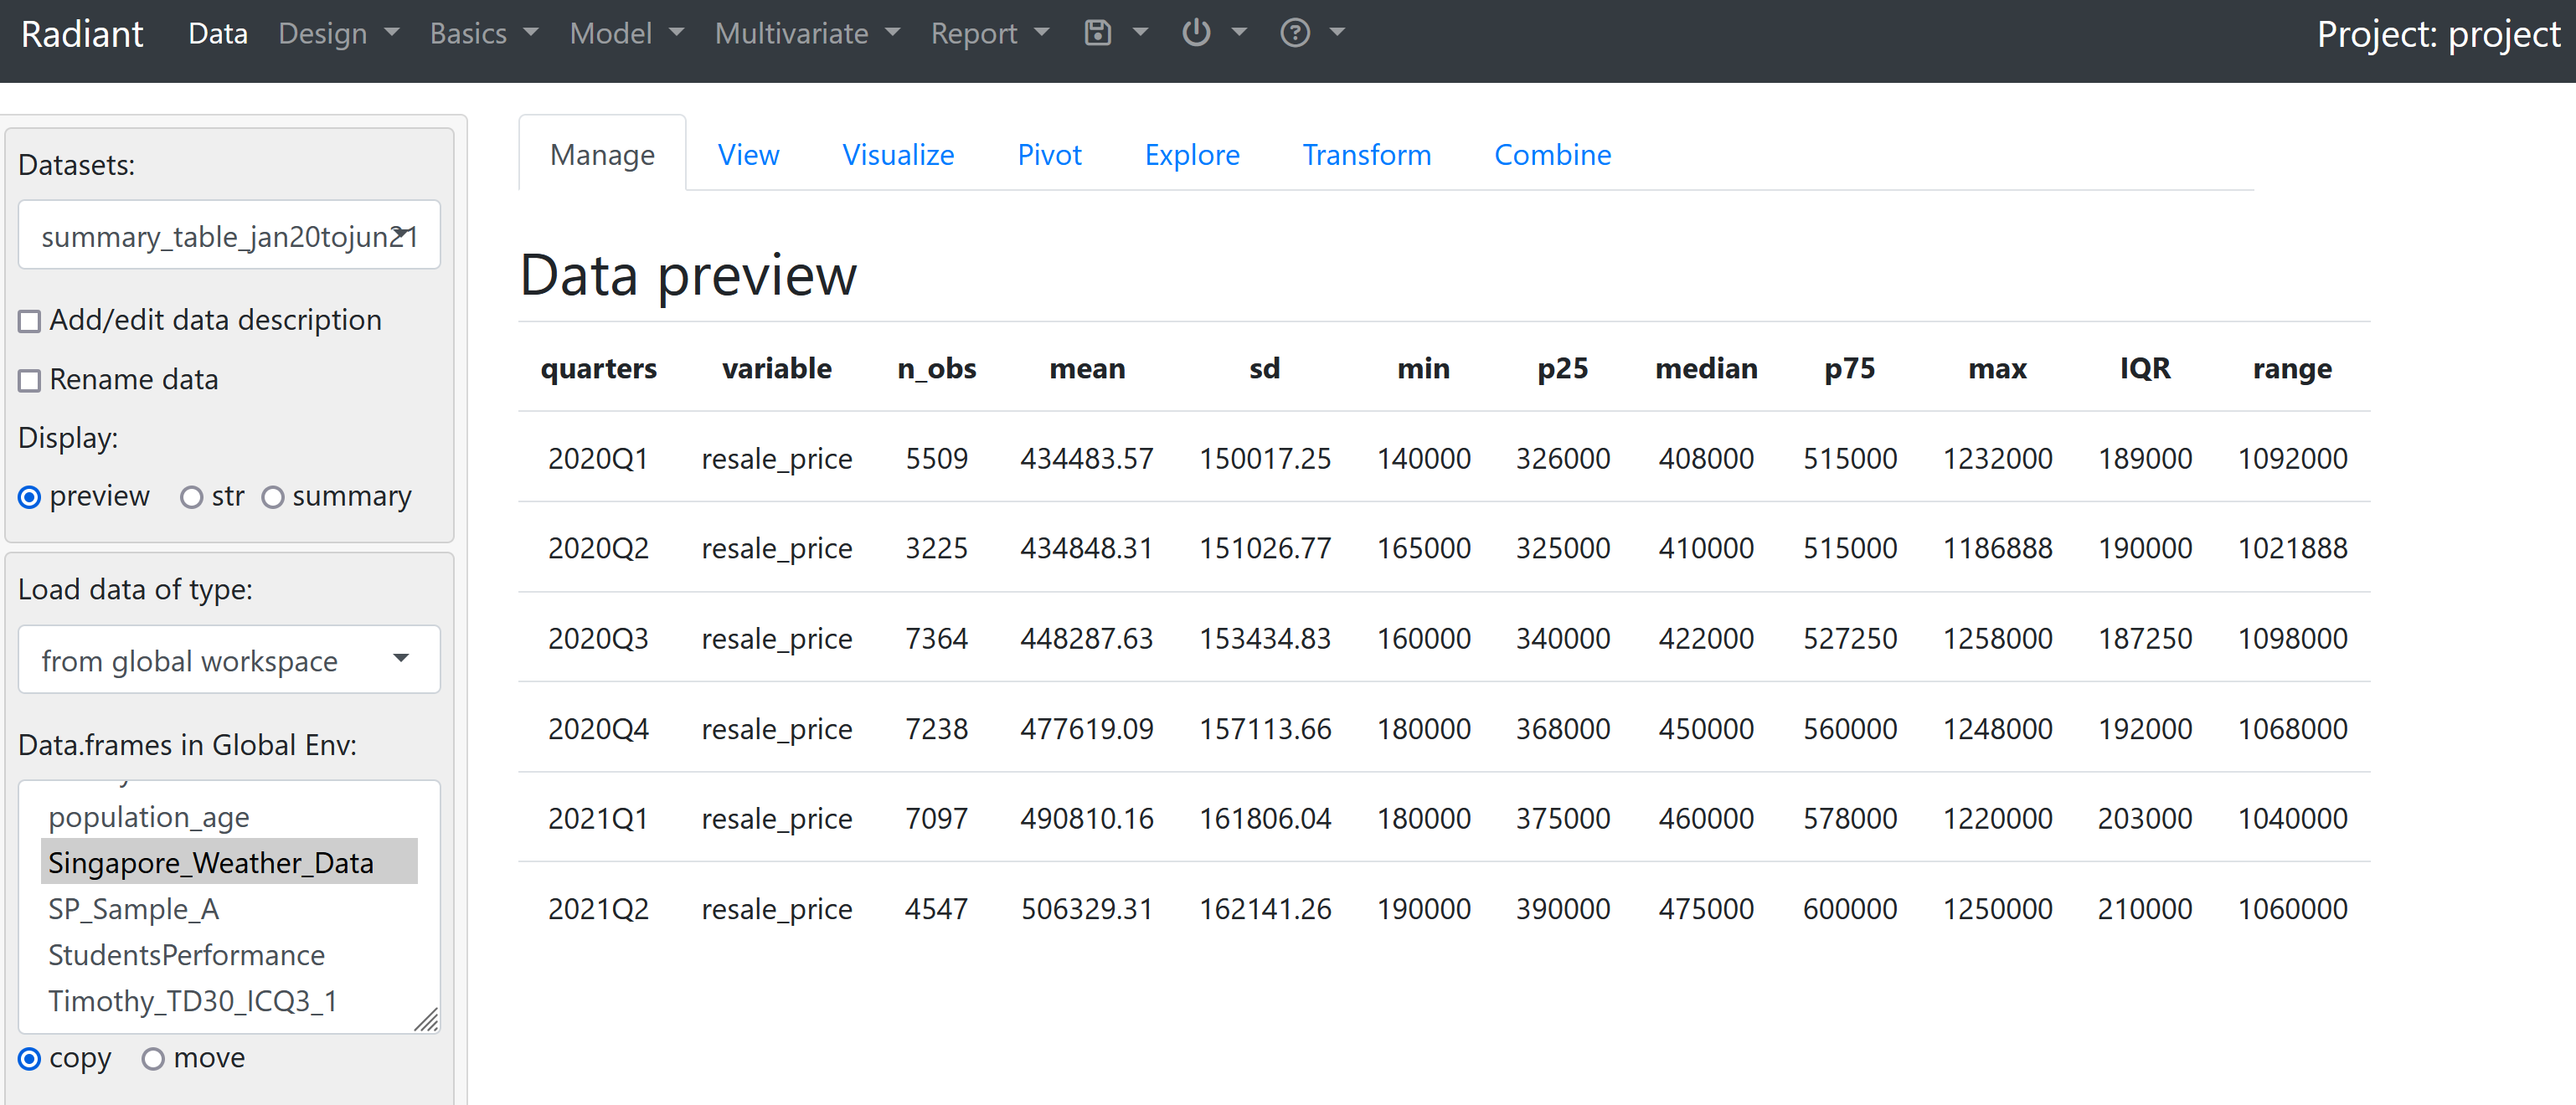 Radiant Data Design Basics Model Multivariate Report Project: project
Datasets:
summary_table_jan20tojun21
Add/edit data description
Rename data
Display:
preview str summary
Load data of type:
from global workspace
Data.frames in Global Env:
population_age
Singapore_Weather_Data
SP_Sample_A
StudentsPerformance
Timothy_TD30_ICQ3_1
copy move
Manage View Visualize Pivot Explore Transform Combine
Data preview
quarters variable n_obs mean sd min p25 median p75 max IQR range
2020Q1 resale_price 5509 434483.57 150017.25 140000 326000 408000 515000 1232000 189000 1092000
2020Q2 resale_price 3225 434848.31 151026.77 165000 325000 410000 515000 1186888 190000 1021888
2020Q3 resale_price 7364 448287.63 153434.83 160000 340000 422000 527250 1258000 187250 1098000
2020Q4 resale_price 7238 477619.09 157113.66 180000 368000 450000 560000 1248000 192000 1068000
2021Q1 resale_price 7097 490810.16 161806.04 180000 375000 460000 578000 1220000 203000 1040000
2021Q2 resale_price 4547 506329.31 162141.26 190000 390000 475000 600000 1250000 210000 1060000